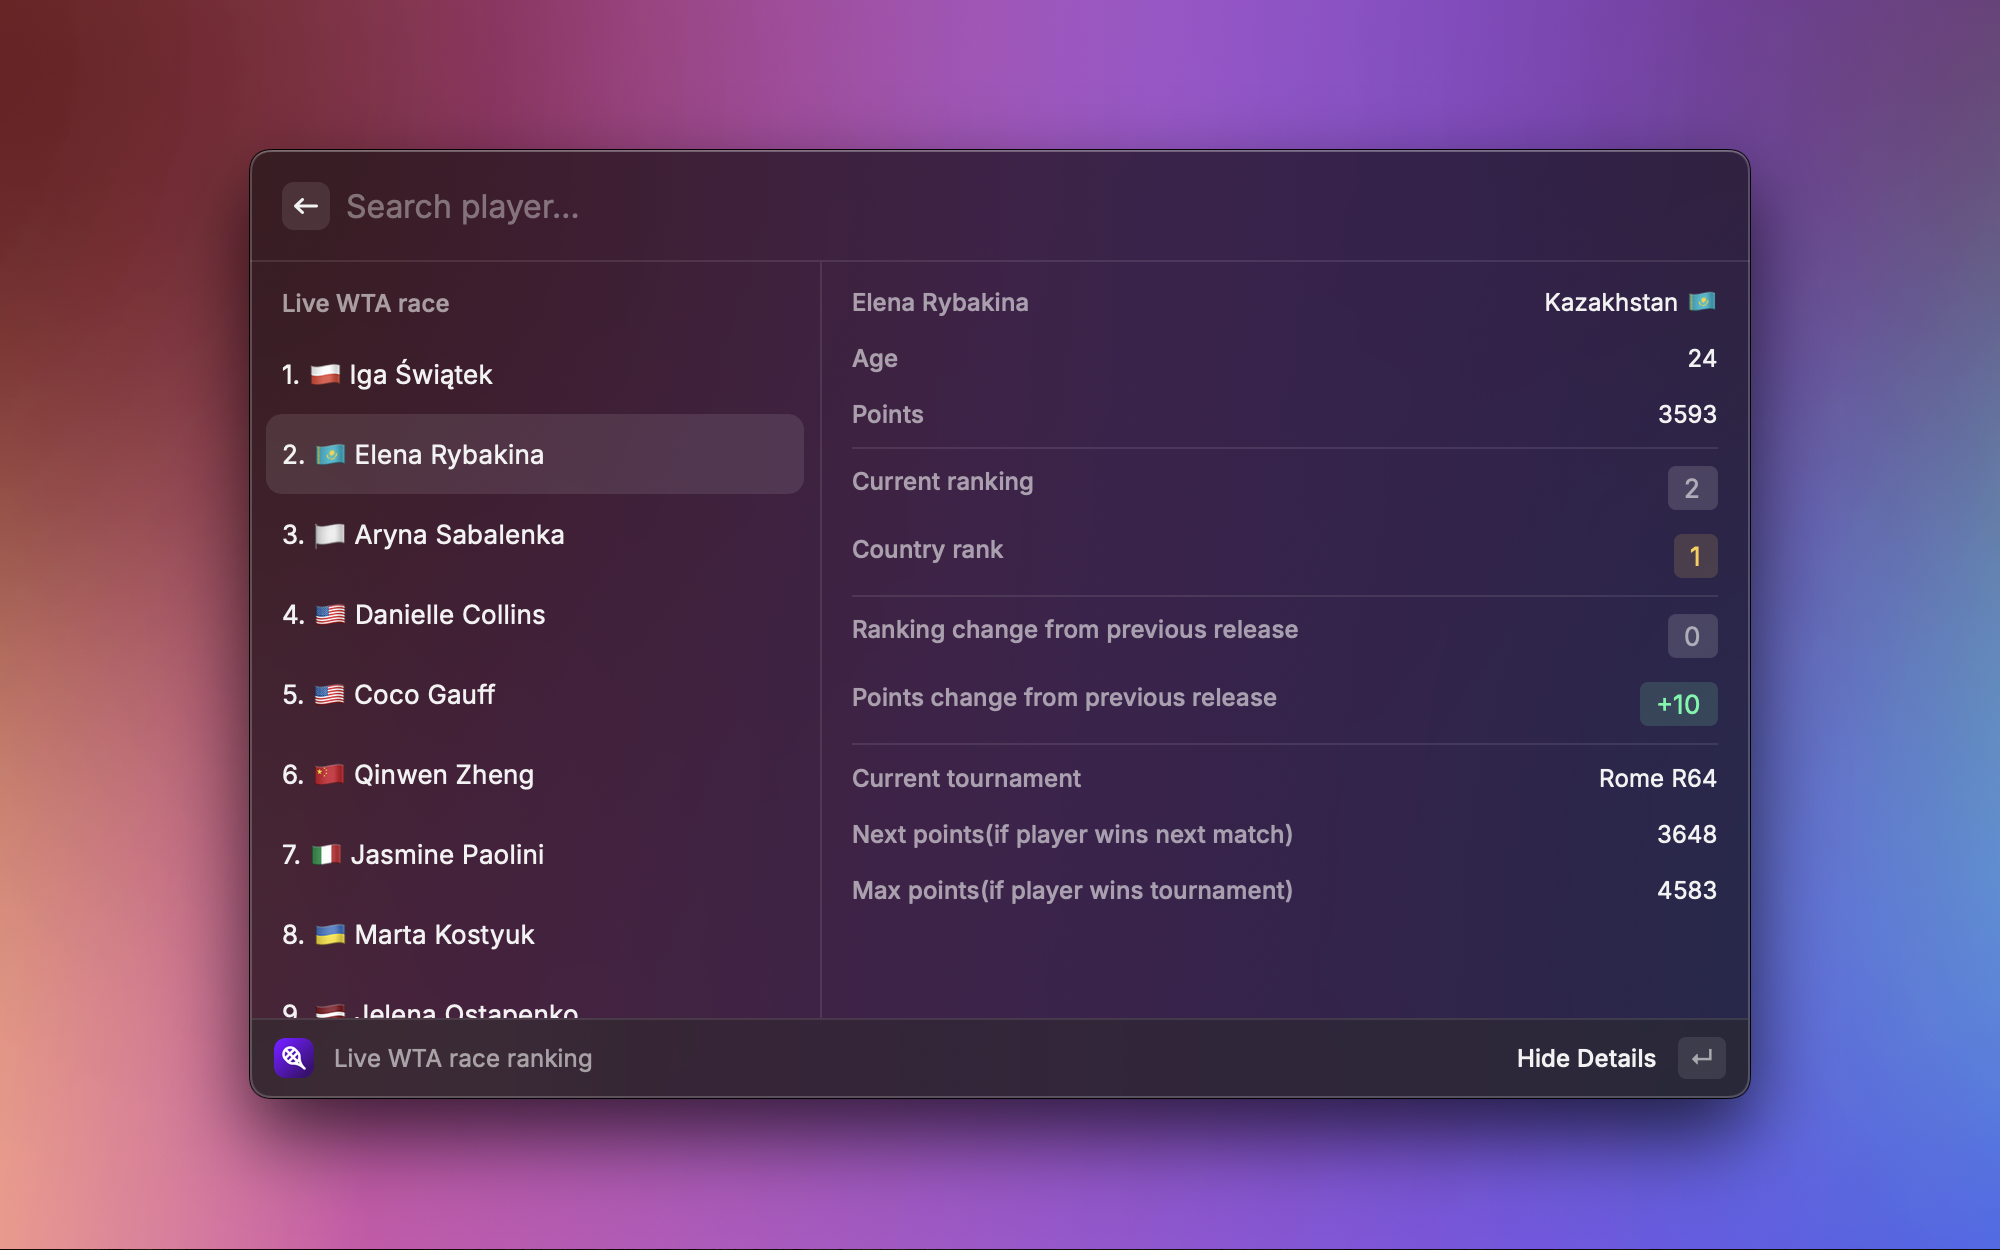 Search player...
Live WTA race
1. 🇵🇱 Iga Świątek
2. 🇰🇿 Elena Rybakina
3. 🏳 Aryna Sabalenka
4. 🇺🇸 Danielle Collins
5. 🇺🇸 Coco Gauff
6. 🇨🇳 Qinwen Zheng
7. 🇮🇹 Jasmine Paolini
8. 🇺🇦 Marta Kostyuk
9. 🇱🇻 Jelena Ostapenko
Elena Rybakina Kazakhstan 🇰🇿
Age 24
Points 3593
Current ranking 2
Country rank 1
Ranking change from previous release 0
Points change from previous release +10
Current tournament Rome R64
Next points(if player wins next match) 3648
Max points(if player wins tournament) 4583
Live WTA race ranking
Hide Details